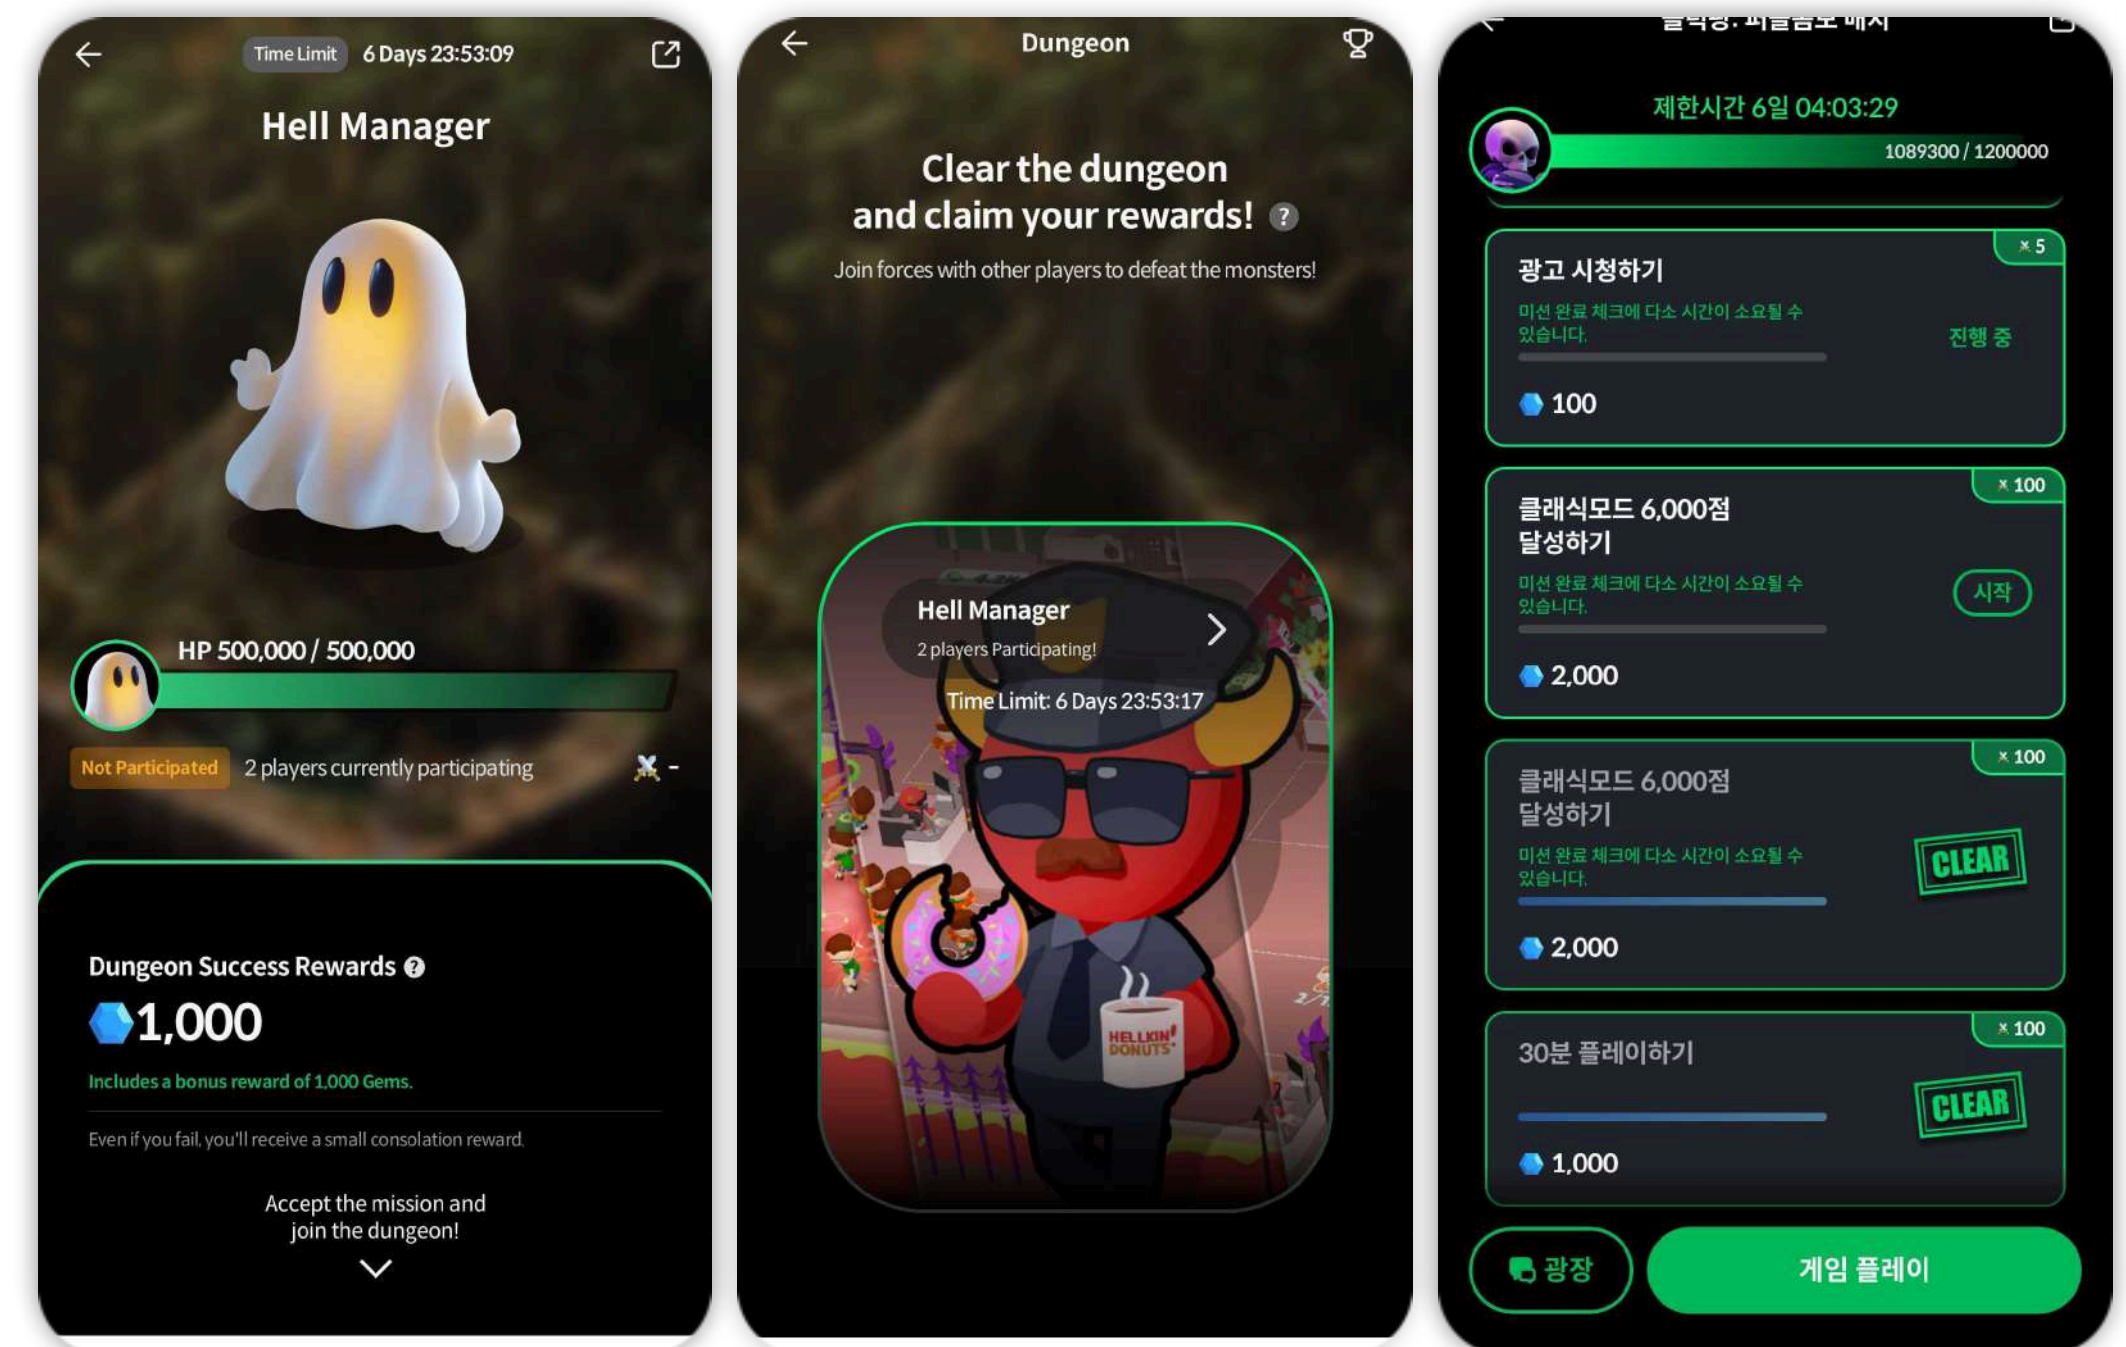 Time Limit 6 Days 23:53:09
Hell Manager
HP 500,000 / 500,000
Not Participated 2 players currently participating -
Dungeon Success Rewards ?
1,000
Includes a bonus reward of 1,000 Gems.
Even if you fail, you'll receive a small consolation reward.
Accept the mission and
join the dungeon!
Dungeon
Clear the dungeon
and claim your rewards! ?
Join forces with other players to defeat the monsters!
Hell Manager
2 players Participating!
Time Limit: 6 Days 23:53:17
HELLKIN'
DONUTS
제한시간 6일 04:03:29
1089300 / 1200000
5
광고 시청하기
미션 완료 체크에 다소 시간이 소요될 수
있습니다.
진행 중
100
100
클래식모드 6,000점
달성하기
미션 완료 체크에 다소 시간이 소요될 수
있습니다.
시작
2,000
100
클래식모드 6,000점
달성하기
미션 완료 체크에 다소 시간이 소요될 수
있습니다.
CLEAR
2,000
100
30분 플레이하기
CLEAR
1,000
광장
게임 플레이